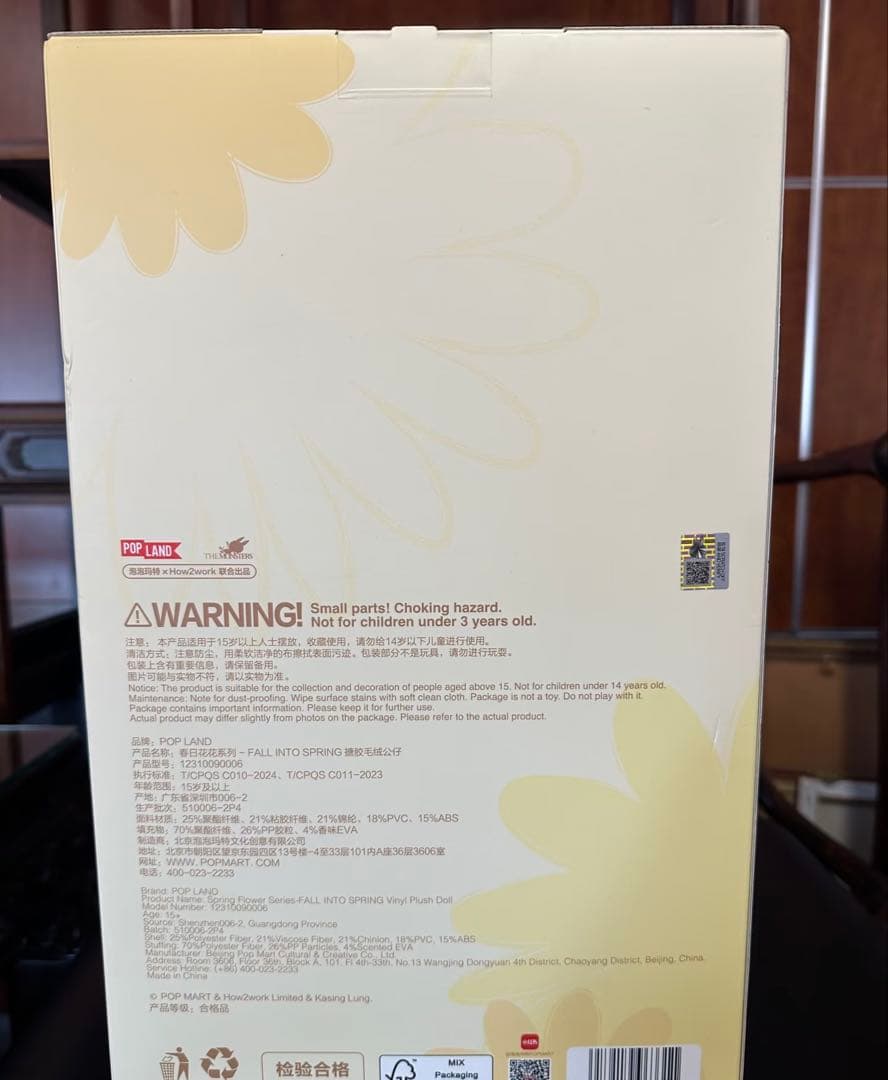 POP LAND
THE MONSTERS
泡泡玛特 × How2work 联合出品
WARNING! Small parts! Choking hazard.
Not for children under 3 years old.
注意：本产品适用于15岁以上人士摆放，收藏使用，请勿给14岁以下儿童进行使用。
清洁方式：注意防尘，用柔软洁净的布擦拭表面污迹。包装部分不是玩具，请勿进行玩耍。
包装上含有重要信息，请保留备用。
图片可能与实物不符，请以实物为准。
Notice: The product is suitable for the collection and decoration of people aged above 15. Not for children under 14 years old.
Maintenance: Note for dust-proofing. Wipe surface stains with soft clean cloth. Package is not a toy. Do not play with it.
Package contains important information. Please keep it for further use.
Actual product may differ slightly from photos on the package. Please refer to the actual product.
品牌：POP LAND
产品名称：春日花花系列 - FALL INTO SPRING 搪胶毛绒公仔
产品型号：12310090006
执行标准：T/CPQS C010-2024、T/CPQS C011-2023
年龄范围：15岁及以上
产地：广东省深圳市006-2
生产批次：510006-2P4
面料材质：25%聚酯纤维、21%粘胶纤维、21%锦纶、18%PVC、15%ABS
填充物：70%聚酯纤维、26%PP胶粒、4%香味EVA
制造商：北京泡泡玛特文化创意有限公司
地址：北京市朝阳区望京东园四区13号楼-4至33层101内A座36层3606室
网址：WWW.POPMART.COM
电话：400-023-2233
Brand: POP LAND
Product Name: Spring Flower Series-FALL INTO SPRING Vinyl Plush Doll
Model Number: 12310090006
Age: 15+
Source: Shenzhen006-2, Guangdong Province
Batch: 510006-2P4
Shell: 25%Polyester Fiber, 21%Viscose Fiber, 21%Chinlon, 18%PVC, 15%ABS
Stuffing: 70%Polyester Fiber, 26%PP Particles, 4%Scented EVA
Manufacturer: Beijing Pop Mart Cultural & Creative Co., Ltd.
Address: Room 3606, Floor 36th, Block A, 101, Fl 4th-33th, No.13 Wangjing Dongyuan 4th District, Chaoyang District, Beijing, China.
Service Hotline: (+86) 400-023-2233
Made in China
© POP MART & How2work Limited & Kasing Lung.
产品等级：合格品
检验合格
MIX
Packaging
小红书